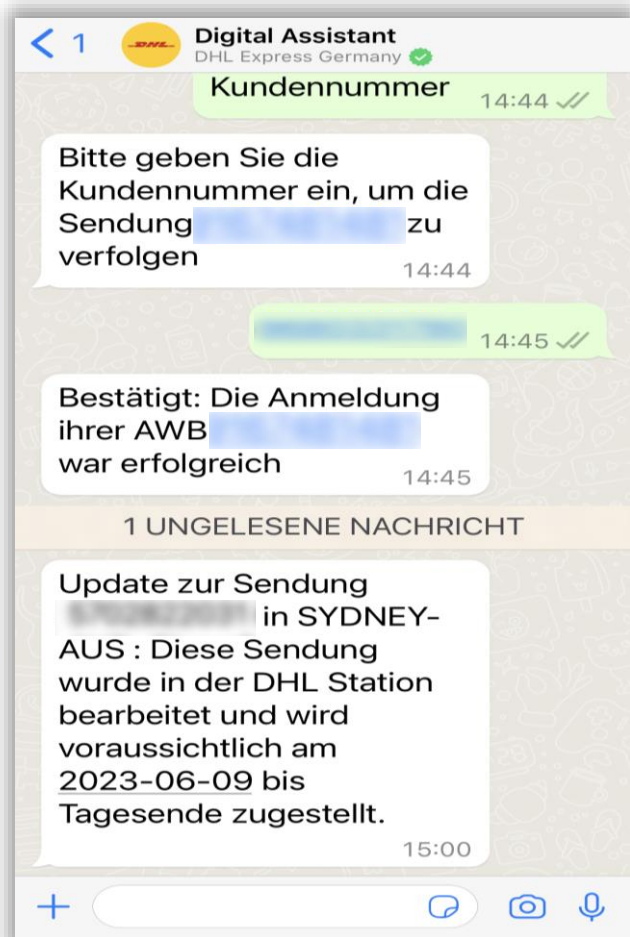 1
DHL
Digital Assistant
DHL Express Germany
Kundennummer
14:44
Bitte geben Sie die
Kundennummer ein, um die
Sendung zu
verfolgen
14:44
14:45
Bestätigt: Die Anmeldung
ihrer AWB
war erfolgreich
14:45
1 UNGELESENE NACHRICHT
Update zur Sendung
in SYDNEY-
AUS : Diese Sendung
wurde in der DHL Station
bearbeitet und wird
voraussichtlich am
2023-06-09 bis
Tagesende zugestellt.
15:00